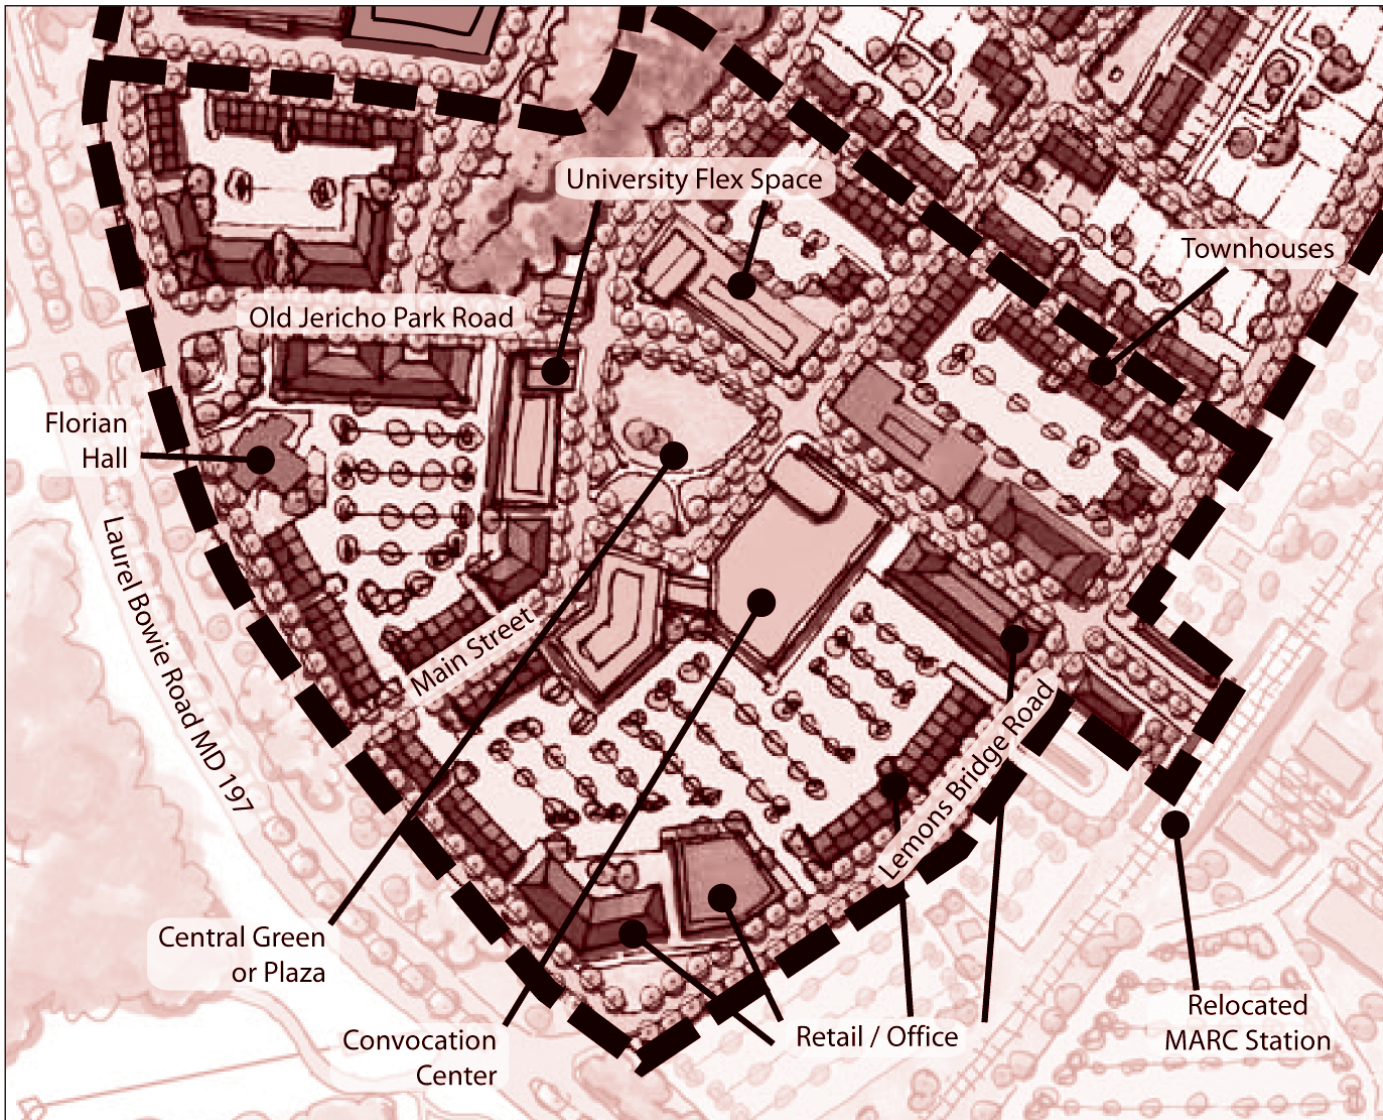 University Flex Space
Townhouses
Old Jericho Park Road
Florian
Hall
Laurel Bowie Road MD 197
Main Street
Lemons Bridge Road
Central Green
or Plaza
Convocation
Center
Retail / Office
Relocated
MARC Station